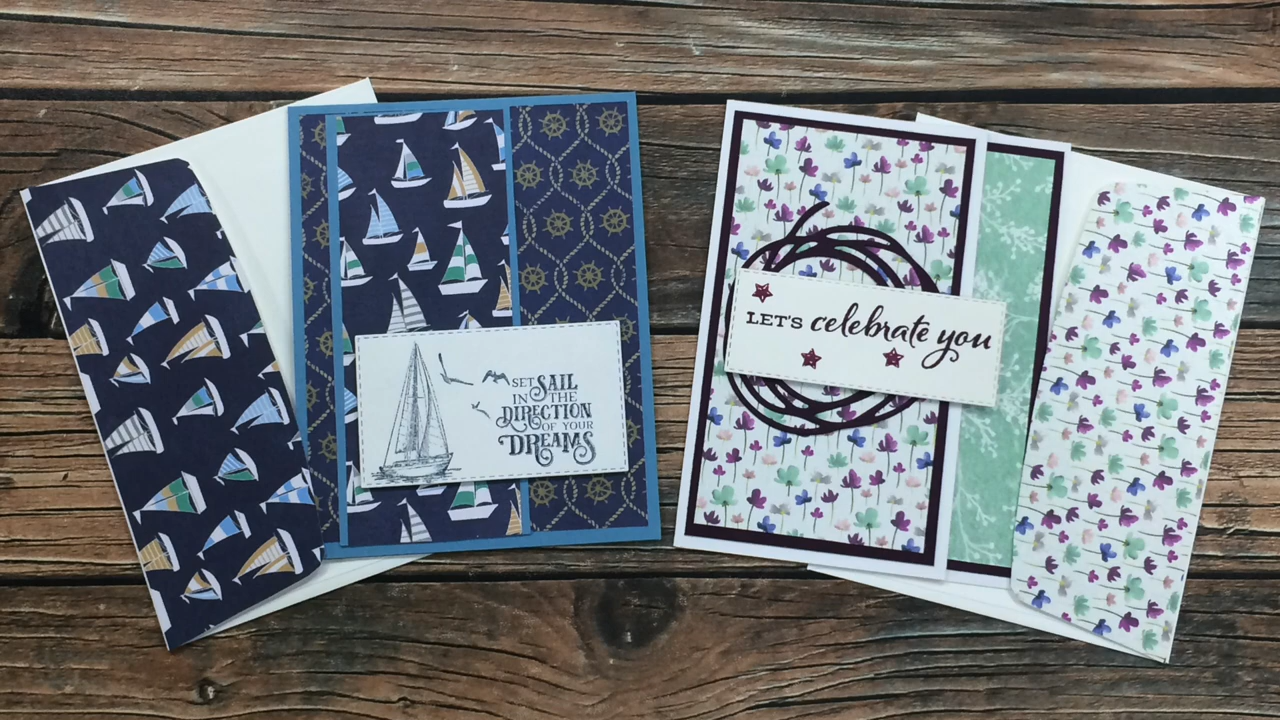 SET SAIL
IN THE
DIRECTION
OF YOUR
DREAMS
LET'S celebrate you